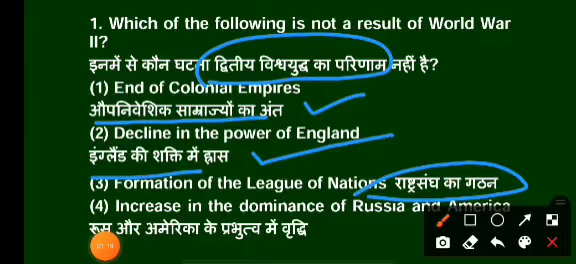 1. Which of the following is not a result of World War
II?
इनमें से कौन घटना द्वितीय विश्वयुद्ध का परिणाम नहीं है?
(1) End of Colonial Empires
औपनिवेशिक साम्राज्यों का अंत
(2) Decline in the power of England
इंग्लैंड की शक्ति में ह्रास
(3) Formation of the League of Nations राष्ट्रसंघ का गठन
(4) Increase in the dominance of Russia and America
रूस और अमेरिका के प्रभुत्व में वृद्धि